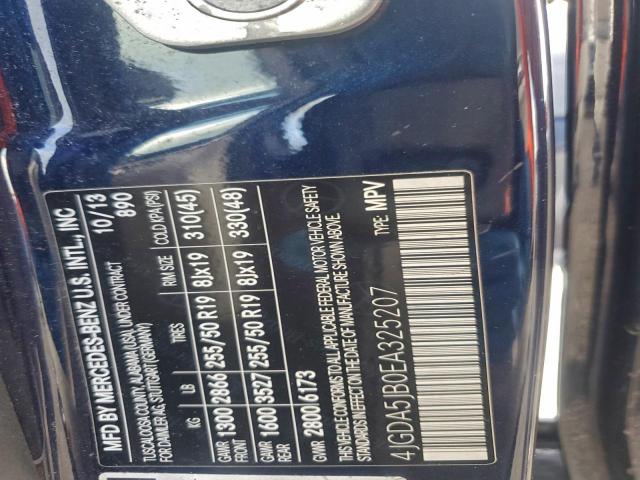 MFD BY MERCEDES-BENZ U.S. INT'L., INC
10/13
TUSCALOOSA COUNTY, ALABAMA (USA), UNDER CONTRACT
890
FOR DAIMLER AG, STUTTGART (GERMANY)
KG LB TIRES RIM SIZE COLD KPA(PSI)
GAWR 1300 2866 255/50 R19 8Jx19 310(45)
FRONT
GAWR 1600 3527 255/50 R19 8Jx19 330(48)
REAR
GWR 2800 6173
THIS VEHICLE CONFORMS TO ALL APPLICABLE FEDERAL MOTOR VEHICLE SAFETY
STANDARDS IN EFFECT ON THE DATE OF MANUFACTURE SHOWN ABOVE
4JGDA5JB0EA325207 TYPE: MPV